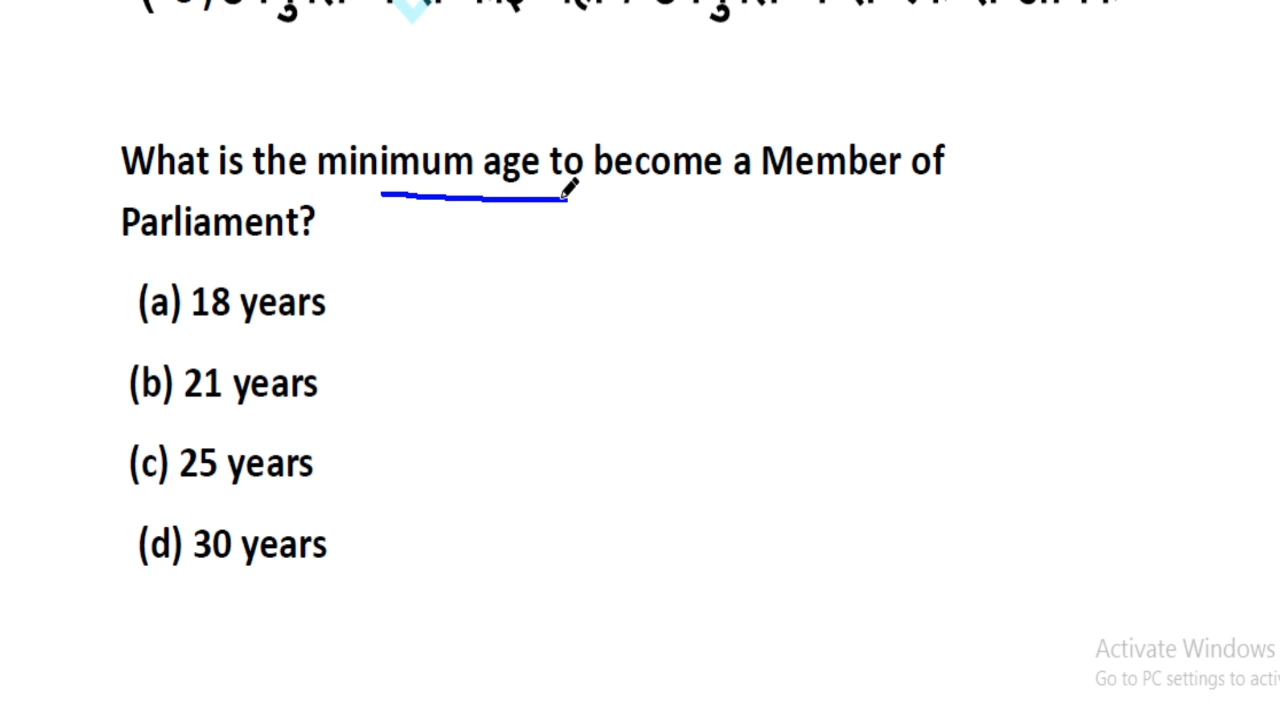 What is the minimum age to become a Member of
Parliament?
(a) 18 years
(b) 21 years
(c) 25 years
(d) 30 years
Activate Windows
Go to PC settings to